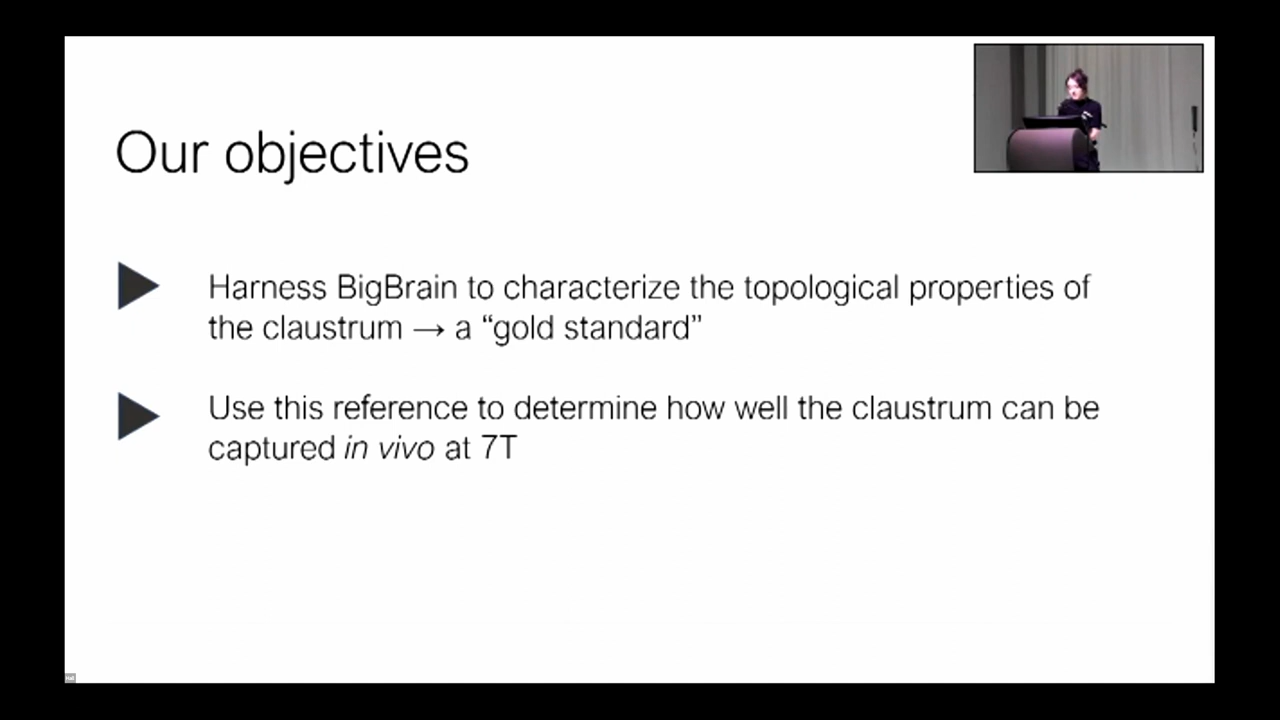 Our objectives
Harness BigBrain to characterize the topological properties of
the claustrum → a “gold standard”
Use this reference to determine how well the claustrum can be
captured in vivo at 7T